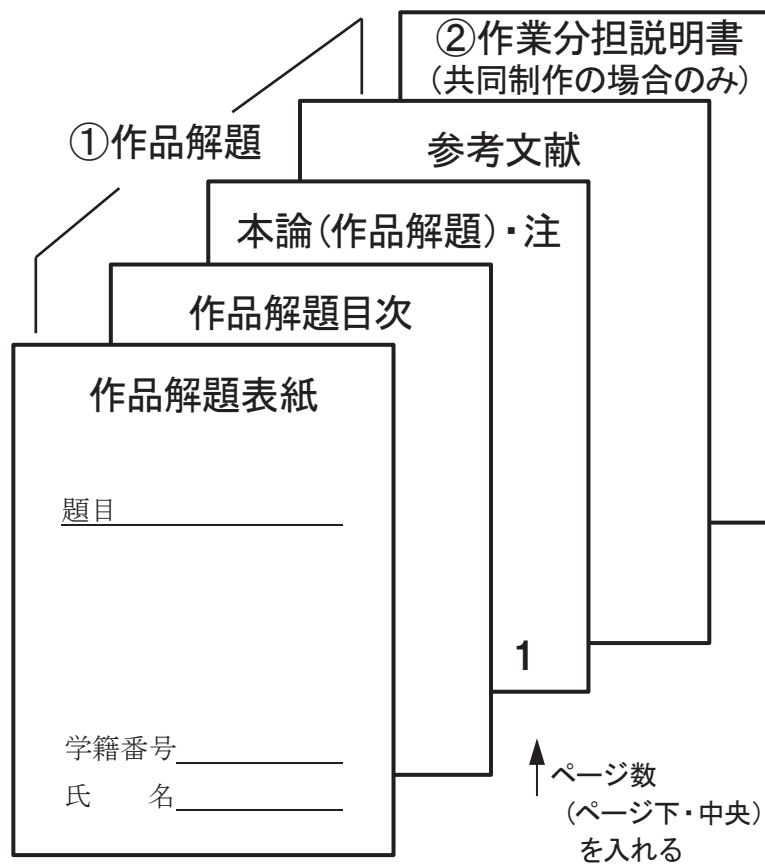 ②作業分担説明書
(共同制作の場合のみ)
①作品解題
参考文献
本論(作品解題)・注
作品解題目次
作品解題表紙
題目
1
学籍番号
氏　名
ページ数
(ページ下・中央)
を入れる